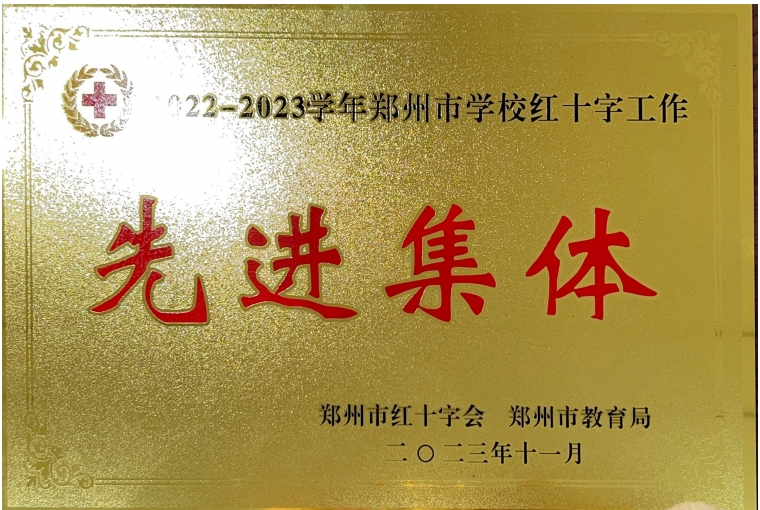 2022-2023学年郑州市学校红十字工作
先进集体
郑州市红十字会 郑州市教育局
二〇二三年十一月